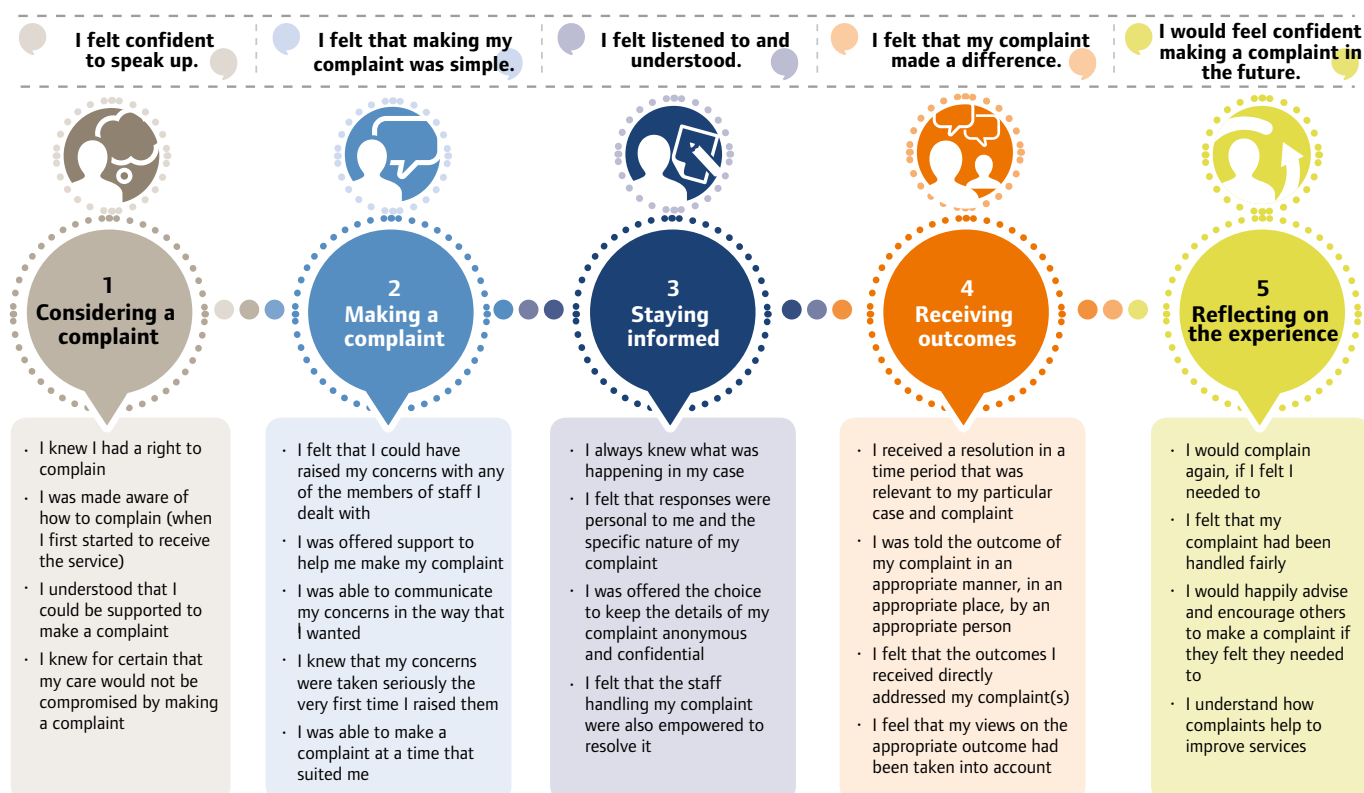 I felt confident
to speak up.
I felt that making my
complaint was simple.
I felt listened to and
understood.
I felt that my complaint
made a difference.
I would feel confident
making a complaint in
the future.
1
Considering a
complaint
2
Making a
complaint
3
Staying
informed
4
Receiving
outcomes
5
Reflecting on
the experience
· I knew I had a right to
complain
· I was made aware of
how to complain (when
I first started to receive
the service)
· I understood that I
could be supported to
make a complaint
· I knew for certain that
my care would not be
compromised by making
a complaint
· I felt that I could have
raised my concerns with any
of the members of staff I
dealt with
· I was offered support to
help me make my complaint
· I was able to communicate
my concerns in the way that
I wanted
· I knew that my concerns
were taken seriously the
very first time I raised them
· I was able to make a
complaint at a time that
suited me
· I always knew what was
happening in my case
· I felt that responses were
personal to me and the
specific nature of my
complaint
· I was offered the choice
to keep the details of my
complaint anonymous
and confidential
· I felt that the staff
handling my complaint
were also empowered to
resolve it
· I received a resolution in a
time period that was
relevant to my particular
case and complaint
· I was told the outcome of
my complaint in an
appropriate manner, in an
appropriate place, by an
appropriate person
· I felt that the outcomes I
received directly
addressed my complaint(s)
· I feel that my views on the
appropriate outcome had
been taken into account
· I would complain
again, if I felt I
needed to
· I felt that my
complaint had been
handled fairly
· I would happily advise
and encourage others
to make a complaint if
they felt they needed
to
· I understand how
complaints help to
improve services